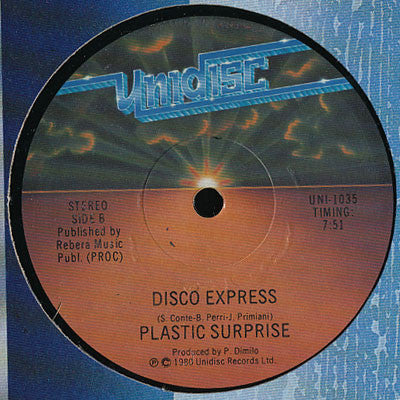 Unidisc
STEREO
SIDE B
Published by
Rebera Music
Publ. (PROC)
UNI-1035
TIMING:
7:51
DISCO EXPRESS
(S. Conte-B. Perri-J. Primiani)
PLASTIC SURPRISE
Produced by P. Dimilo
℗ © 1980 Unidisc Records Ltd.